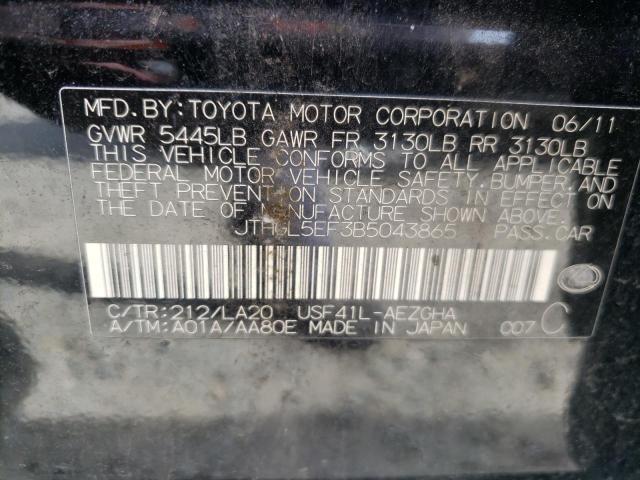 MFD. BY: TOYOTA MOTOR CORPORATION 06/11
GVWR 5445LB GAWR FR 3130LB RR 3130LB
THIS VEHICLE CONFORMS TO ALL APPLICABLE
FEDERAL MOTOR VEHICLE SAFETY, BUMPER, AND
THEFT PREVENTION STANDARDS IN EFFECT ON
THE DATE OF MANUFACTURE SHOWN ABOVE.
PASS. CAR
C/TR: 212/LA20 USF41L-AEZGHA
A/TM: A01A/AA80E MADE IN JAPAN 007 C